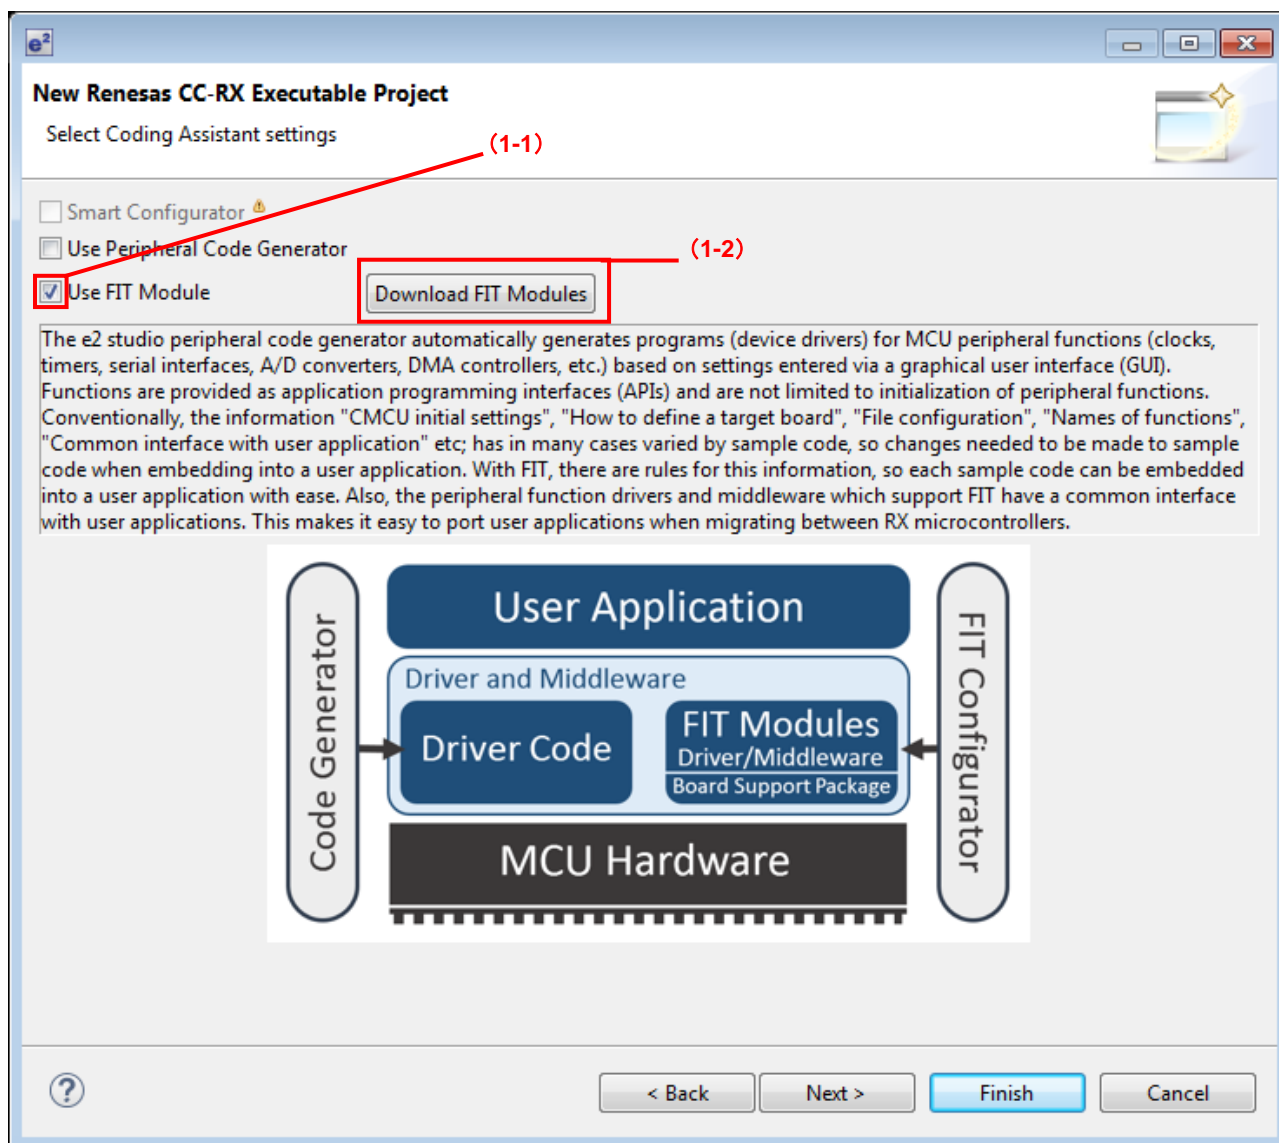 e²
New Renesas CC-RX Executable Project
Select Coding Assistant settings
(1-1)
Smart Configurator
Use Peripheral Code Generator
(1-2)
Use FIT Module
Download FIT Modules
The e2 studio peripheral code generator automatically generates programs (device drivers) for MCU peripheral functions (clocks,
timers, serial interfaces, A/D converters, DMA controllers, etc.) based on settings entered via a graphical user interface (GUI).
Functions are provided as application programming interfaces (APIs) and are not limited to initialization of peripheral functions.
Conventionally, the information "CMCU initial settings", "How to define a target board", "File configuration", "Names of functions",
"Common interface with user application" etc; has in many cases varied by sample code, so changes needed to be made to sample
code when embedding into a user application. With FIT, there are rules for this information, so each sample code can be embedded
into a user application with ease. Also, the peripheral function drivers and middleware which support FIT have a common interface
with user applications. This makes it easy to port user applications when migrating between RX microcontrollers.
Code Generator
User Application
Driver and Middleware
Driver Code
FIT Modules
Driver/Middleware
Board Support Package
MCU Hardware
FIT Configurator
?
< Back
Next >
Finish
Cancel